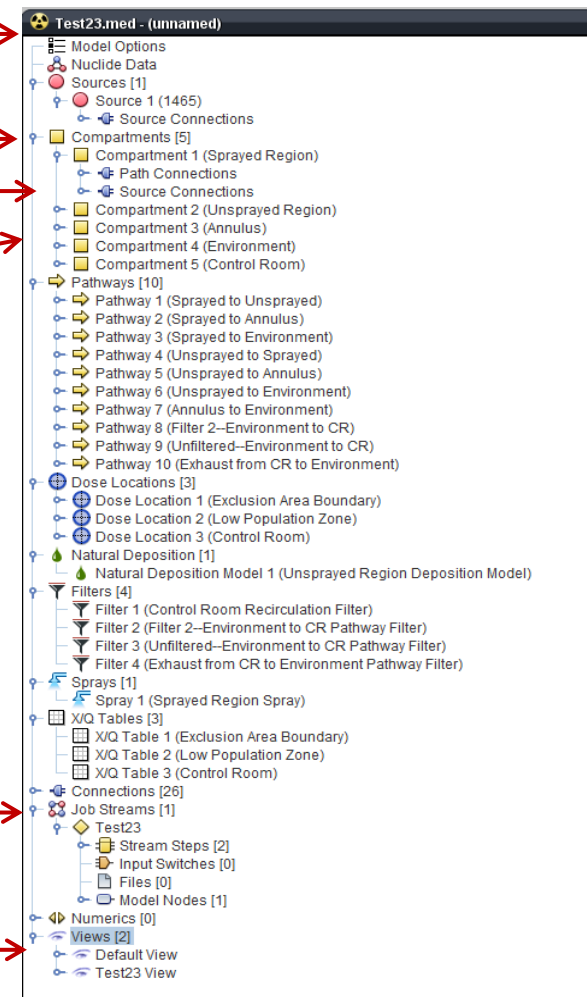 Test23.med - (unnamed)
Model Options
Nuclide Data
Sources [1]
Source 1 (1465)
Source Connections
Compartments [5]
Compartment 1 (Sprayed Region)
Path Connections
Source Connections
Compartment 2 (Unsprayed Region)
Compartment 3 (Annulus)
Compartment 4 (Environment)
Compartment 5 (Control Room)
Pathways [10]
Pathway 1 (Sprayed to Unsprayed)
Pathway 2 (Sprayed to Annulus)
Pathway 3 (Sprayed to Environment)
Pathway 4 (Unsprayed to Sprayed)
Pathway 5 (Unsprayed to Annulus)
Pathway 6 (Unsprayed to Environment)
Pathway 7 (Annulus to Environment)
Pathway 8 (Filter 2--Environment to CR)
Pathway 9 (Unfiltered--Environment to CR)
Pathway 10 (Exhaust from CR to Environment)
Dose Locations [3]
Dose Location 1 (Exclusion Area Boundary)
Dose Location 2 (Low Population Zone)
Dose Location 3 (Control Room)
Natural Deposition [1]
Natural Deposition Model 1 (Unsprayed Region Deposition Model)
Filters [4]
Filter 1 (Control Room Recirculation Filter)
Filter 2 (Filter 2--Environment to CR Pathway Filter)
Filter 3 (Unfiltered--Environment to CR Pathway Filter)
Filter 4 (Exhaust from CR to Environment Pathway Filter)
Sprays [1]
Spray 1 (Sprayed Region Spray)
X/Q Tables [3]
X/Q Table 1 (Exclusion Area Boundary)
X/Q Table 2 (Low Population Zone)
X/Q Table 3 (Control Room)
Connections [26]
Job Streams [1]
Test23
Stream Steps [2]
Input Switches [0]
Files [0]
Model Nodes [1]
Numerics [0]
Views [2]
Default View
Test23 View